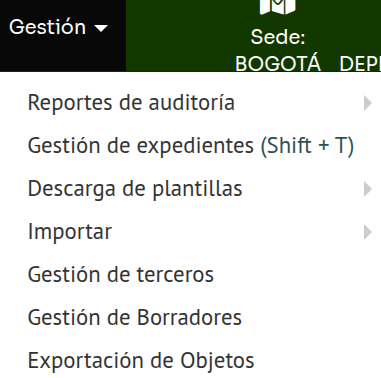 Gestión
Sede:
BOGOTÁ
Reportes de auditoría
Gestión de expedientes (Shift + T)
Descarga de plantillas
Importar
Gestión de terceros
Gestión de Borradores
Exportación de Objetos